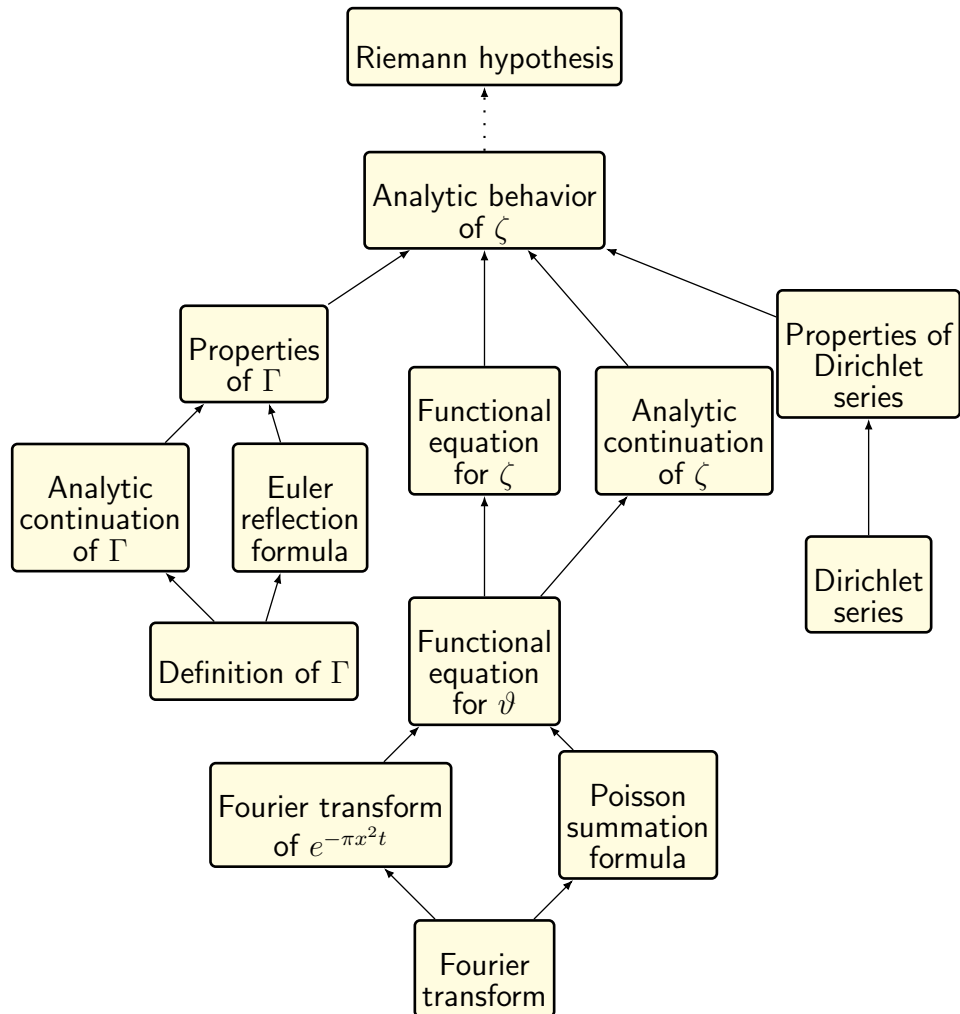 Riemann hypothesis
Analytic behavior
of ζ
Properties
of Γ
Functional
equation
for ζ
Analytic
continuation
of ζ
Properties of
Dirichlet
series
Analytic
continuation
of Γ
Euler
reflection
formula
Dirichlet
series
Definition of Γ
Functional
equation
for ϑ
Fourier transform
of e^{−πx²t}
Poisson
summation
formula
Fourier
transform